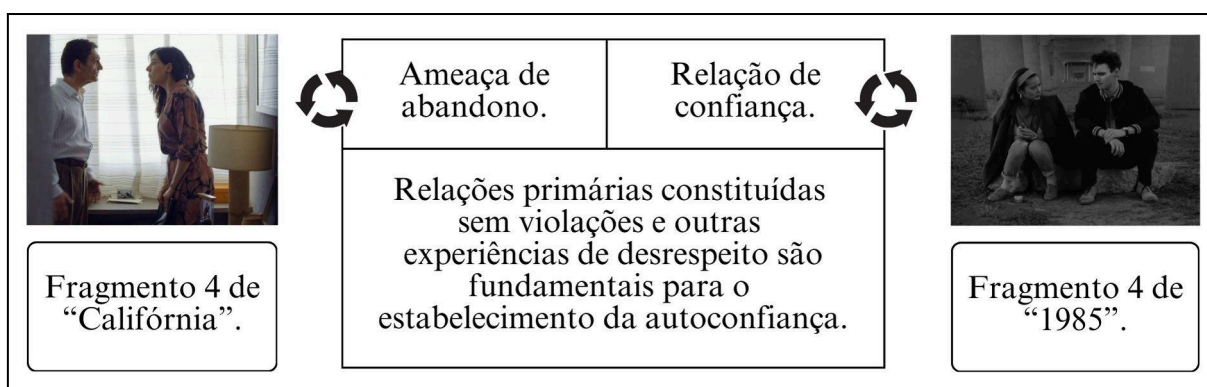 Ameaça de
abandono.
Relação de
confiança.
Relações primárias constituídas
sem violações e outras
experiências de desrespeito são
fundamentais para o
estabelecimento da autoconfiança.
Fragmento 4 de
“Califórnia”.
Fragmento 4 de
“1985”.